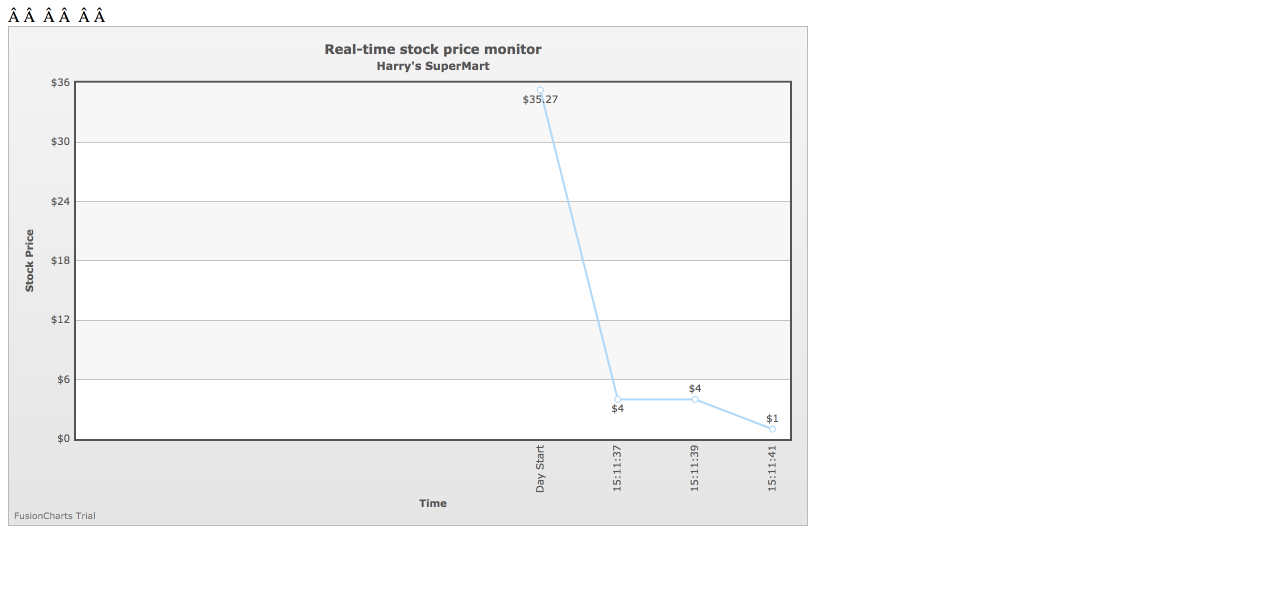 Â Â  Â Â  Â Â
Real-time stock price monitor
Harry's SuperMart
$36
$35.27
$30
$24
Stock Price
$18
$12
$6
$4
$4
$1
$0
Day Start
15:11:37
15:11:39
15:11:41
Time
FusionCharts Trial